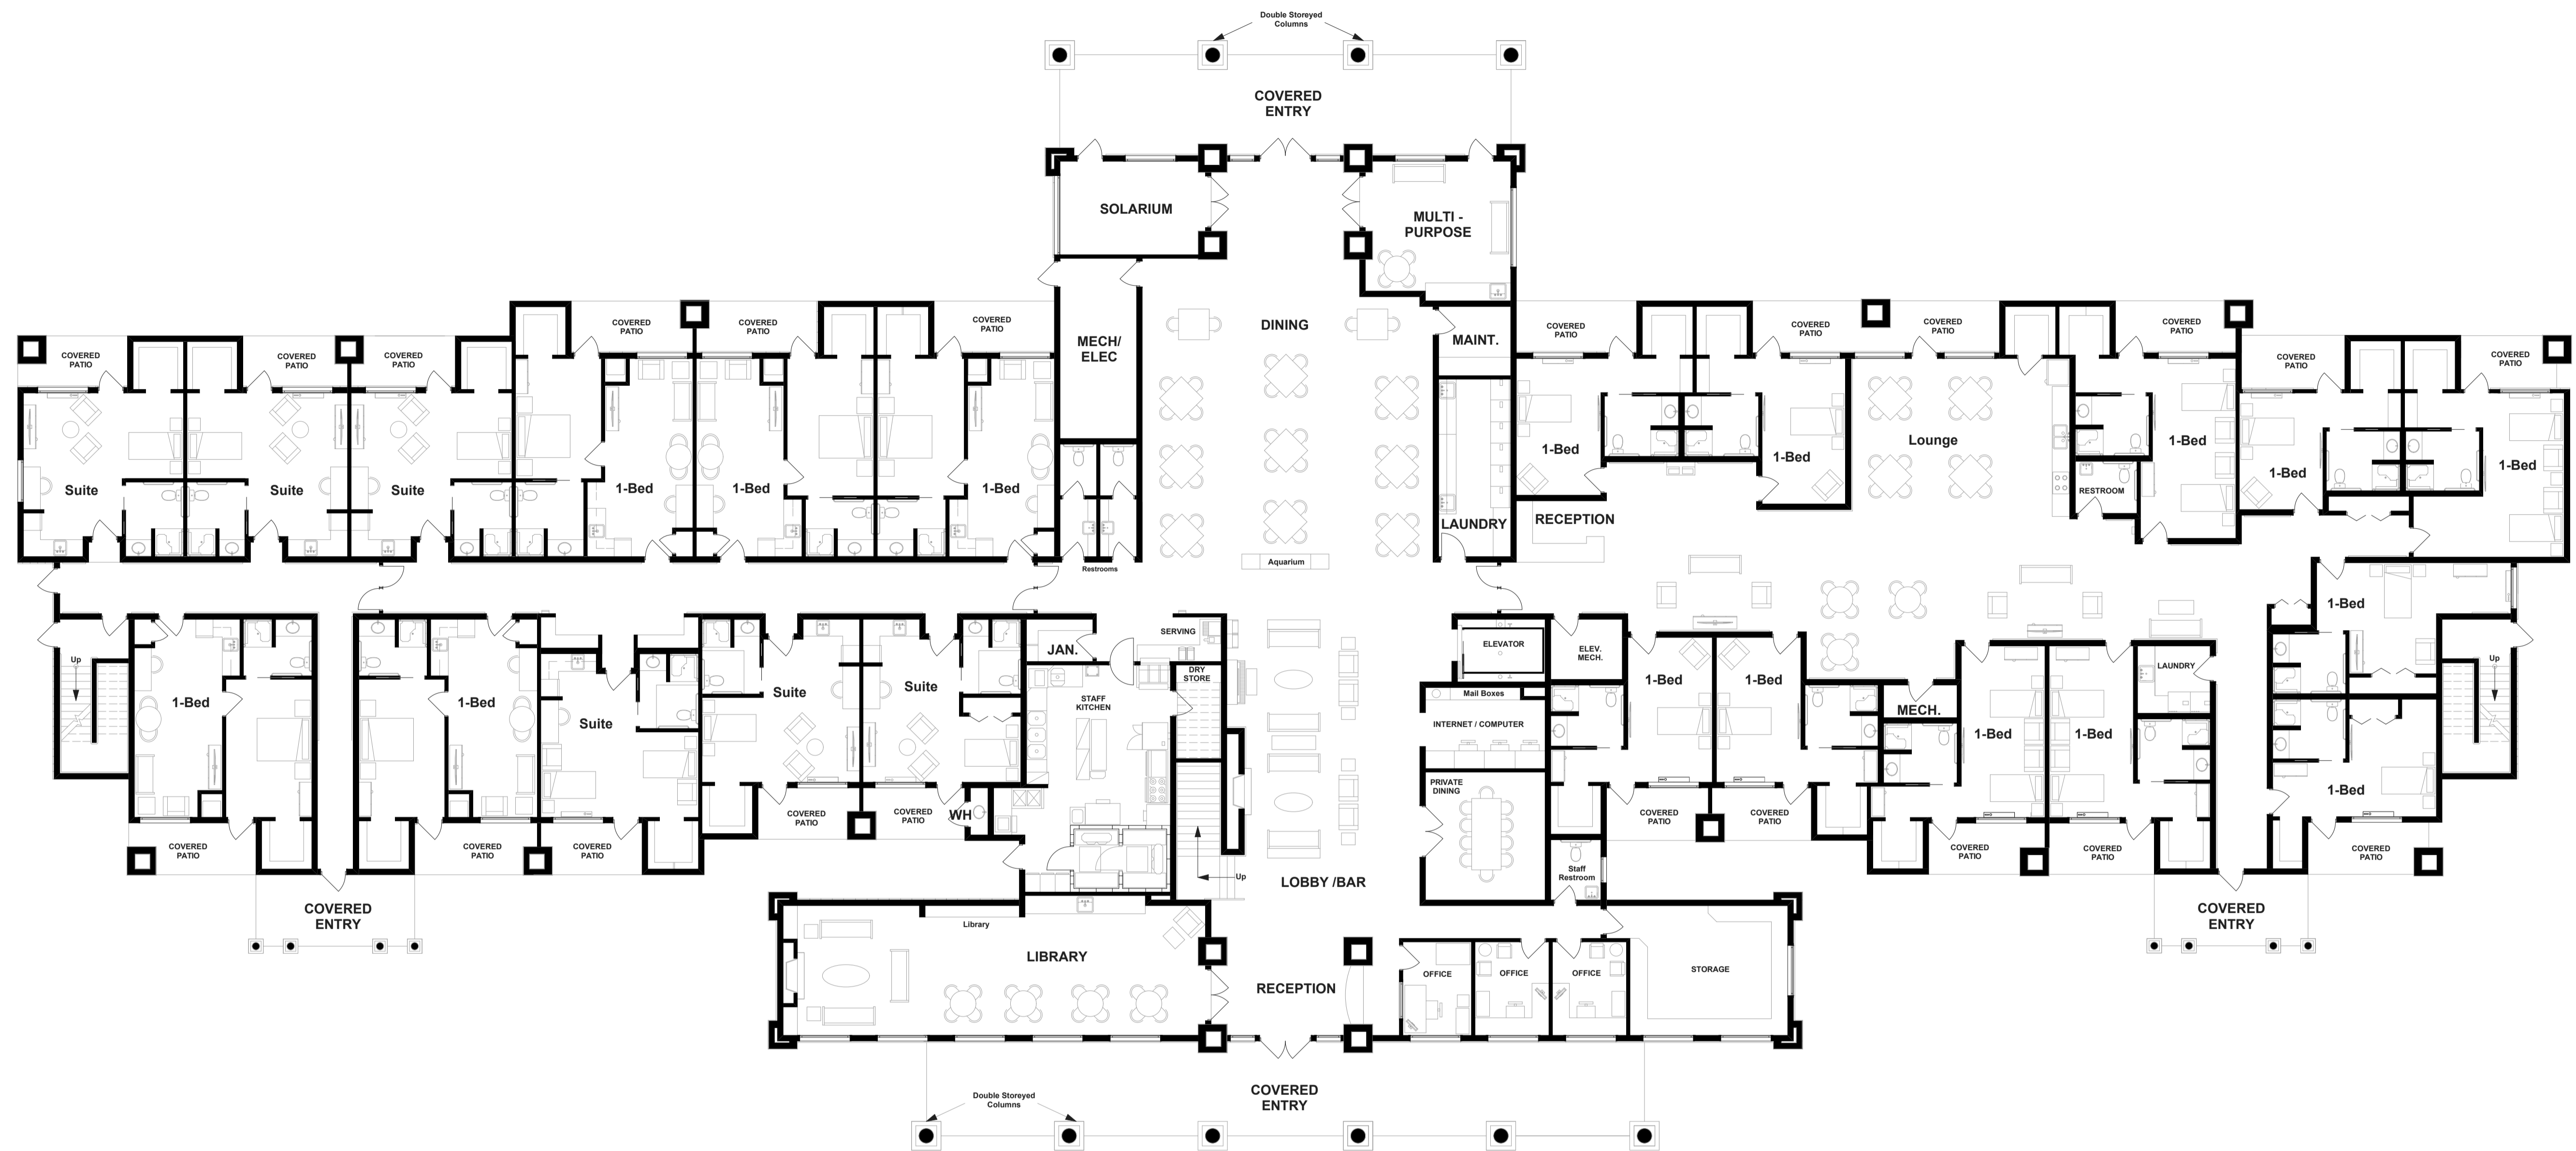 Double Storeyed
Columns
COVERED
ENTRY
SOLARIUM
MULTI -
PURPOSE
COVERED
PATIO
COVERED
PATIO
COVERED
PATIO
COVERED
PATIO
COVERED
PATIO
COVERED
PATIO
MECH/
ELEC
DINING
MAINT.
COVERED
PATIO
COVERED
PATIO
COVERED
PATIO
COVERED
PATIO
COVERED
PATIO
COVERED
PATIO
Suite
Suite
Suite
1-Bed
1-Bed
1-Bed
1-Bed
1-Bed
Lounge
1-Bed
1-Bed
1-Bed
RESTROOM
LAUNDRY
RECEPTION
Aquarium
Restrooms
Up
1-Bed
1-Bed
Suite
Suite
Suite
JAN.
SERVING
DRY
STORE
STAFF
KITCHEN
ELEVATOR
ELEV.
MECH.
Mail Boxes
INTERNET / COMPUTER
PRIVATE
DINING
1-Bed
1-Bed
MECH.
1-Bed
1-Bed
LAUNDRY
1-Bed
1-Bed
Up
COVERED
PATIO
COVERED
PATIO
COVERED
PATIO
COVERED
PATIO
COVERED
PATIO
WH
Up
LOBBY /BAR
Staff
Restroom
COVERED
PATIO
COVERED
PATIO
COVERED
PATIO
COVERED
PATIO
COVERED
PATIO
COVERED
ENTRY
Library
LIBRARY
RECEPTION
OFFICE
OFFICE
OFFICE
STORAGE
COVERED
ENTRY
Double Storeyed
Columns
COVERED
ENTRY